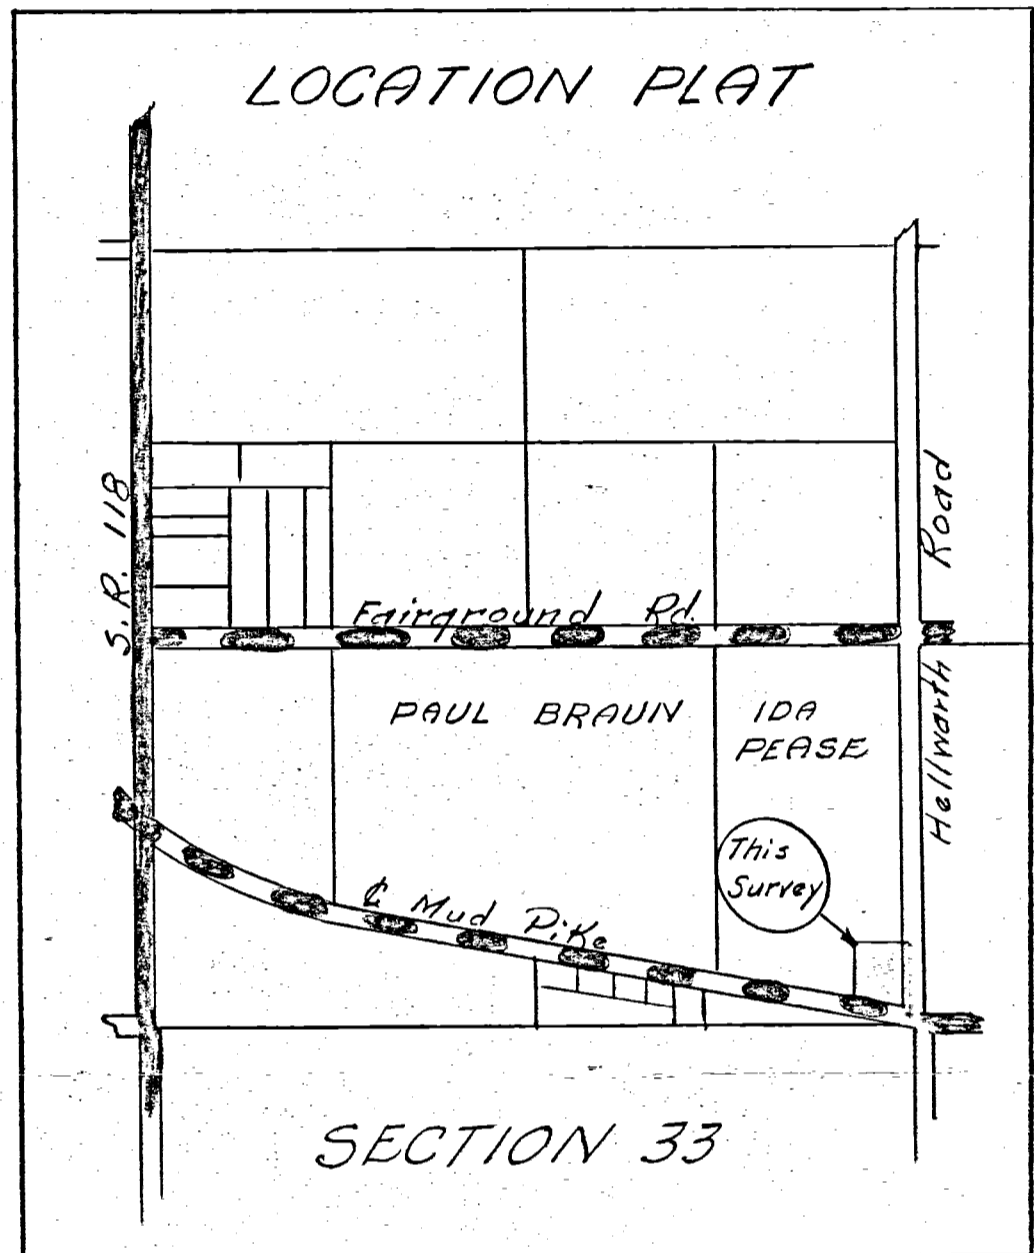 LOCATION PLAT
S.R. 118
Hellwarth Road
Fairground Rd.
PAUL BRAUN
IDA
PEASE
This
Survey
℄ Mud Pike
SECTION 33